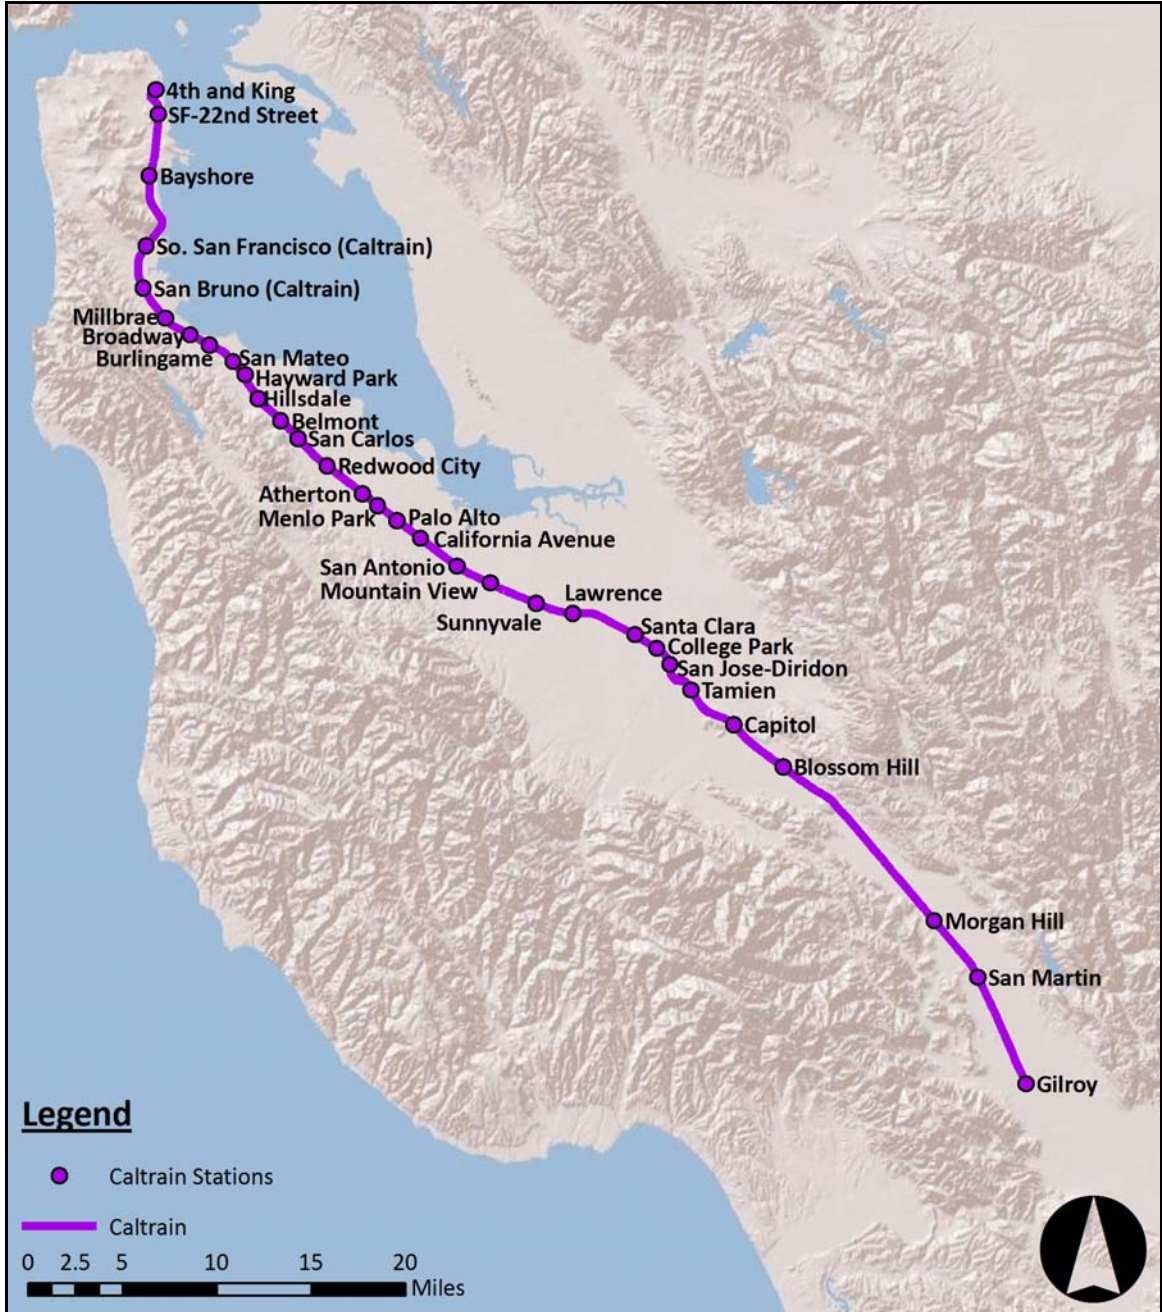 4th and King
SF-22nd Street
Bayshore
So. San Francisco (Caltrain)
San Bruno (Caltrain)
Millbrae
Broadway
Burlingame
San Mateo
Hayward Park
Hillsdale
Belmont
San Carlos
Redwood City
Atherton
Menlo Park
Palo Alto
California Avenue
San Antonio
Mountain View
Sunnyvale
Lawrence
Santa Clara
College Park
San Jose-Diridon
Tamien
Capitol
Blossom Hill
Morgan Hill
San Martin
Gilroy
Legend
Caltrain Stations
Caltrain
0 2.5 5 10 15 20
Miles